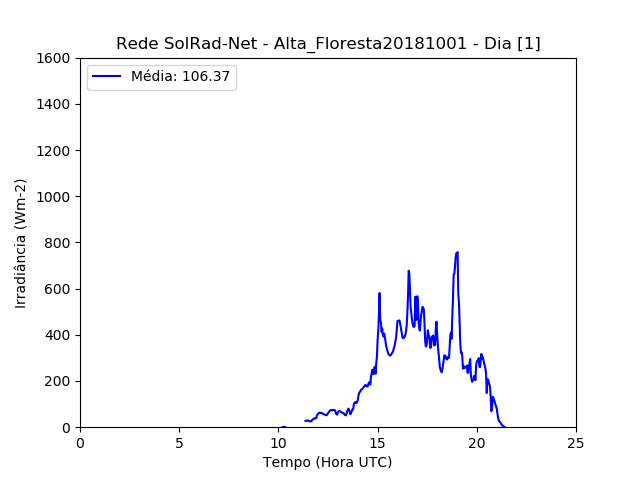 Rede SolRad-Net - Alta_Floresta20181001 - Dia [1]
Média: 106.37
1600
1400
1200
1000
800
600
400
200
0
Irradiância (Wm-2)
0 5 10 15 20 25
Tempo (Hora UTC)